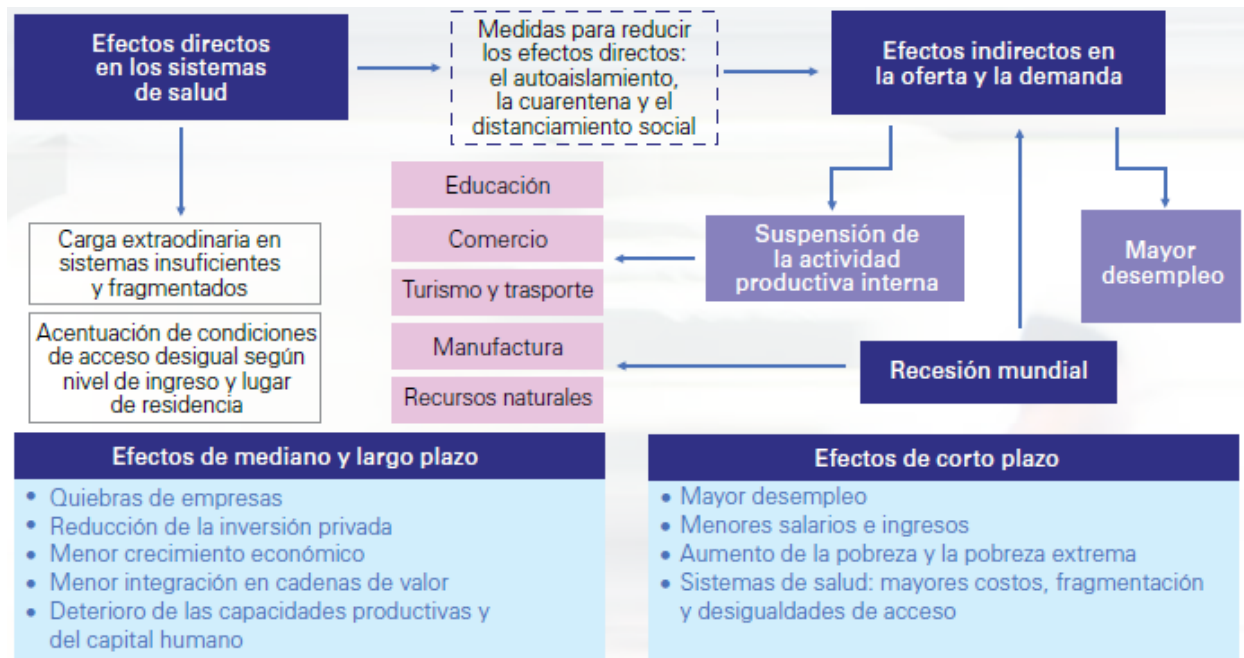 Efectos directos
en los sistemas
de salud
Medidas para reducir
los efectos directos:
el autoaislamiento,
la cuarentena y el
distanciamiento social
Efectos indirectos en
la oferta y la demanda
Carga extraodinaria en
sistemas insuficientes
y fragmentados
Acentuación de condiciones
de acceso desigual según
nivel de ingreso y lugar
de residencia
Educación
Comercio
Turismo y trasporte
Manufactura
Recursos naturales
Suspensión de
la actividad
productiva interna
Mayor
desempleo
Recesión mundial
Efectos de mediano y largo plazo
• Quiebras de empresas
• Reducción de la inversión privada
• Menor crecimiento económico
• Menor integración en cadenas de valor
• Deterioro de las capacidades productivas y
del capital humano
Efectos de corto plazo
• Mayor desempleo
• Menores salarios e ingresos
• Aumento de la pobreza y la pobreza extrema
• Sistemas de salud: mayores costos, fragmentación
y desigualdades de acceso